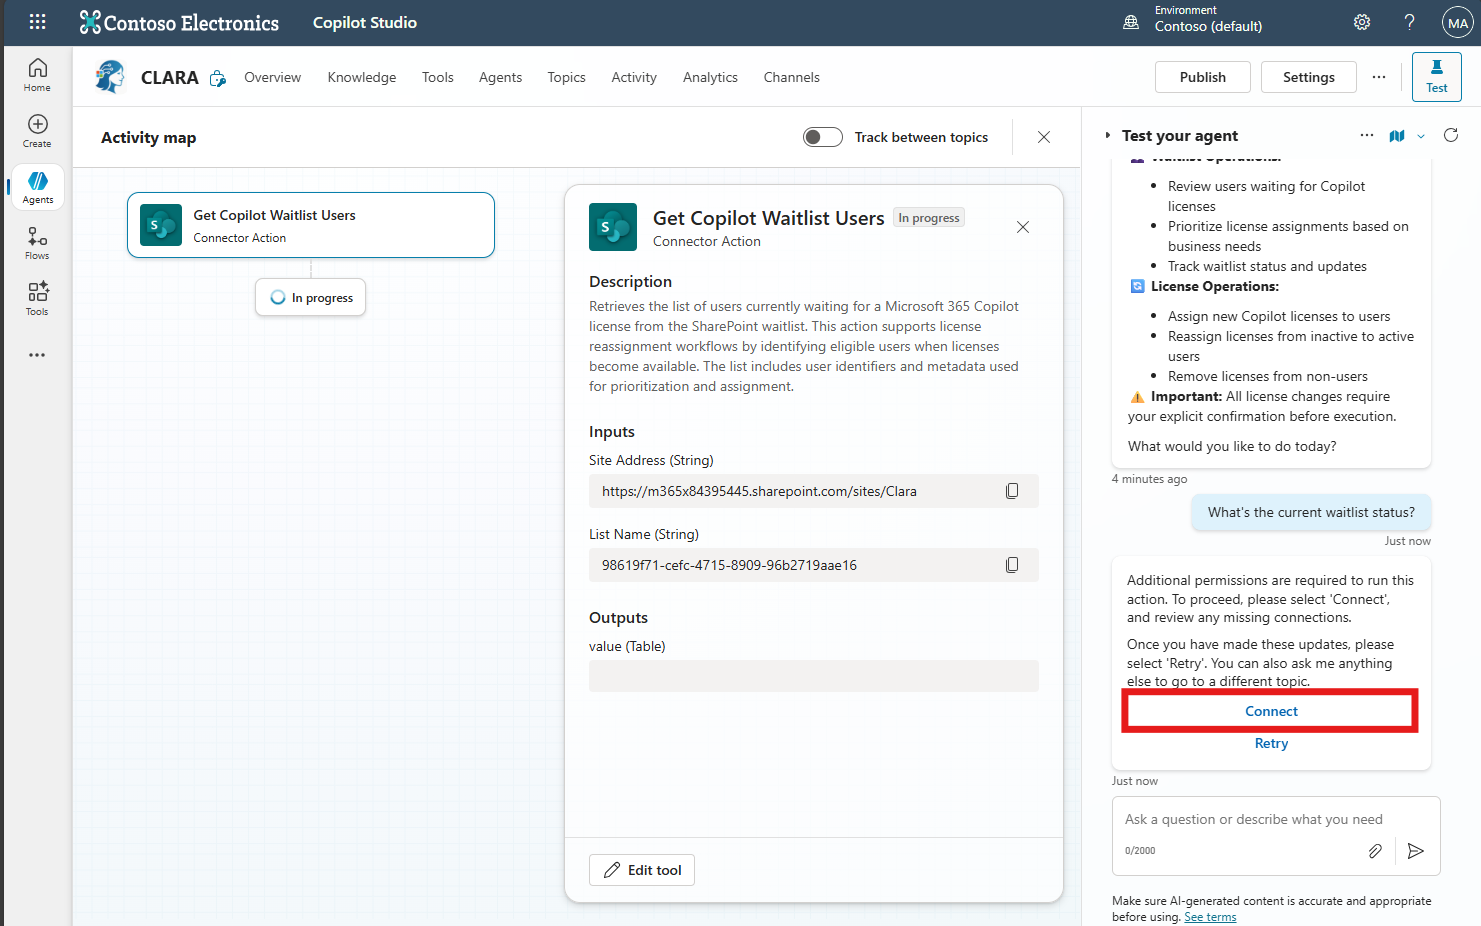 Contoso Electronics
Copilot Studio
Environment
Contoso (default)
MA
Home
Create
Agents
Flows
Tools
CLARA
Overview
Knowledge
Tools
Agents
Topics
Activity
Analytics
Channels
Publish
Settings
Test
Activity map
Track between topics
Get Copilot Waitlist Users
Connector Action
In progress
Get Copilot Waitlist Users
In progress
Connector Action
Description
Retrieves the list of users currently waiting for a Microsoft 365 Copilot
license from the SharePoint waitlist. This action supports license
reassignment workflows by identifying eligible users when licenses
become available. The list includes user identifiers and metadata used
for prioritization and assignment.
Inputs
Site Address (String)
https://m365x84395445.sharepoint.com/sites/Clara
List Name (String)
98619f71-cefc-4715-8909-96b2719aae16
Outputs
value (Table)
Edit tool
Test your agent
Waitlist Operations:
Review users waiting for Copilot
licenses
Prioritize license assignments based on
business needs
Track waitlist status and updates
License Operations:
Assign new Copilot licenses to users
Reassign licenses from inactive to active
users
Remove licenses from non-users
Important: All license changes require
your explicit confirmation before execution.
What would you like to do today?
4 minutes ago
What's the current waitlist status?
Just now
Additional permissions are required to run this
action. To proceed, please select 'Connect',
and review any missing connections.
Once you have made these updates, please
select 'Retry'. You can also ask me anything
else to go to a different topic.
Connect
Retry
Just now
Ask a question or describe what you need
0/2000
Make sure AI-generated content is accurate and appropriate
before using. See terms